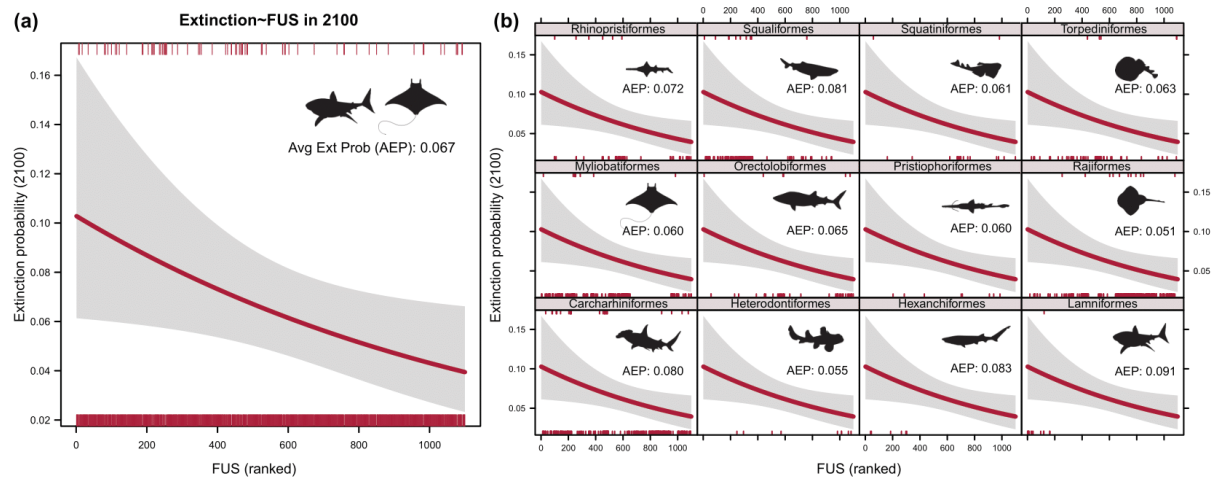 (a)
Extinction~FUS in 2100
Extinction probability (2100)
0.16
0.14
0.12
0.10
0.08
0.06
0.04
0.02
Avg Ext Prob (AEP): 0.067
0 200 400 600 800 1000
FUS (ranked)
(b)
0 200 400 600 800 1000 0 200 400 600 800 1000
Rhinopristiformes Squaliformes Squatiniformes Torpediniformes
0.15
0.10
0.05
AEP: 0.072 AEP: 0.081 AEP: 0.061 AEP: 0.063
Myliobatiformes Orectolobiformes Pristiophoriformes Rajiformes
AEP: 0.060 AEP: 0.065 AEP: 0.060 AEP: 0.051
0.15
0.10
0.05
Carcharhiniformes Heterodontiformes Hexanchiformes Lamniformes
0.15
0.10
0.05
AEP: 0.080 AEP: 0.055 AEP: 0.083 AEP: 0.091
Extinction probability (2100)
0 200 400 600 800 1000 0 200 400 600 800 1000
FUS (ranked)